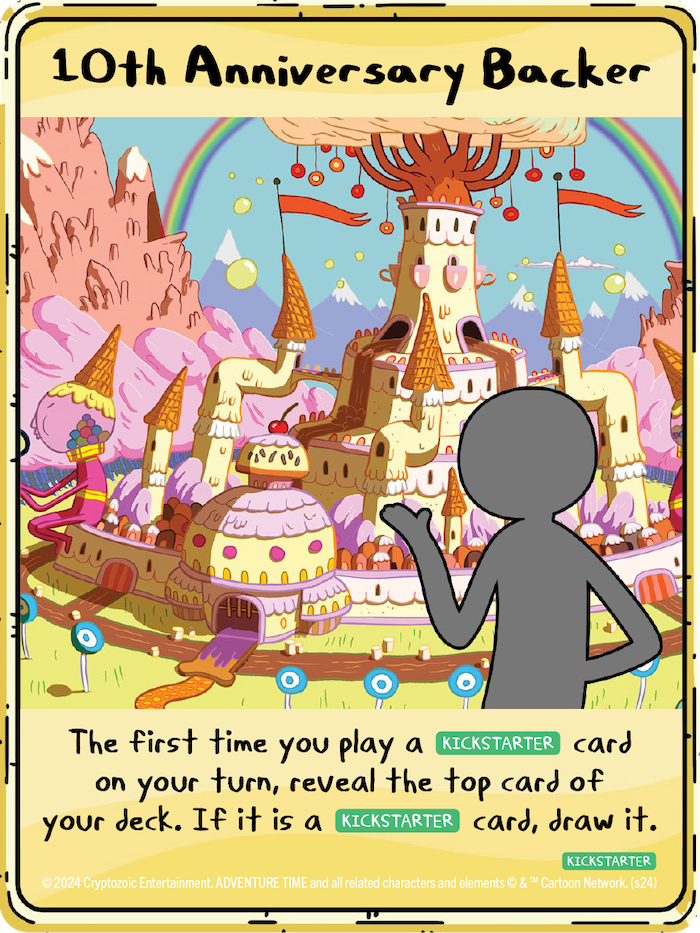 10th Anniversary Backer
The first time you play a KICKSTARTER card
on your turn, reveal the top card of
your deck. If it is a KICKSTARTER card, draw it.
KICKSTARTER
© 2024 Cryptozoic Entertainment. ADVENTURE TIME and all related characters and elements © & ™ Cartoon Network. (s24)